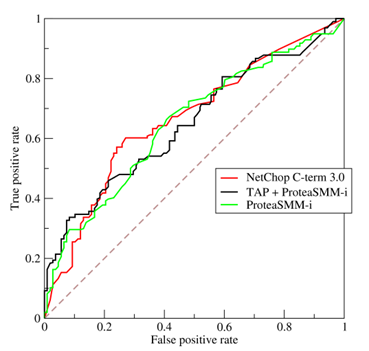 1
0.8
0.6
0.4
0.2
0
0
0.2
0.4
0.6
0.8
1
True positive rate
False positive rate
NetChop C-term 3.0
TAP + ProteaSMM-i
ProteaSMM-i